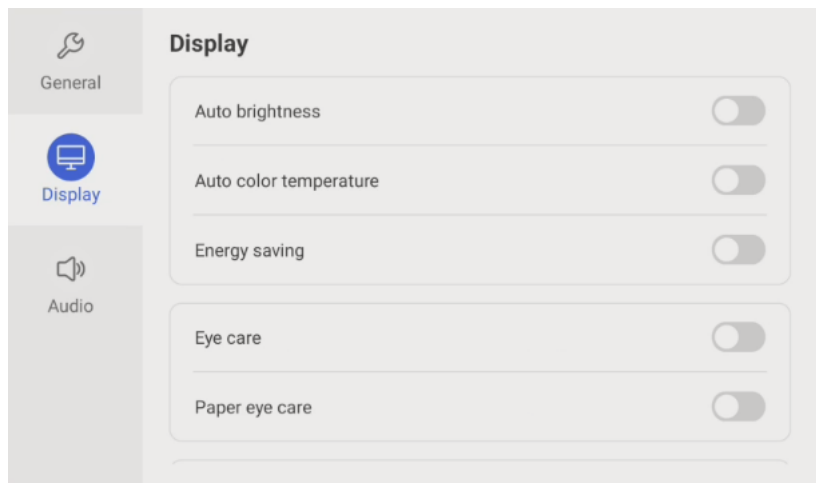 General
Display
Audio
Display
Auto brightness
Auto color temperature
Energy saving
Eye care
Paper eye care